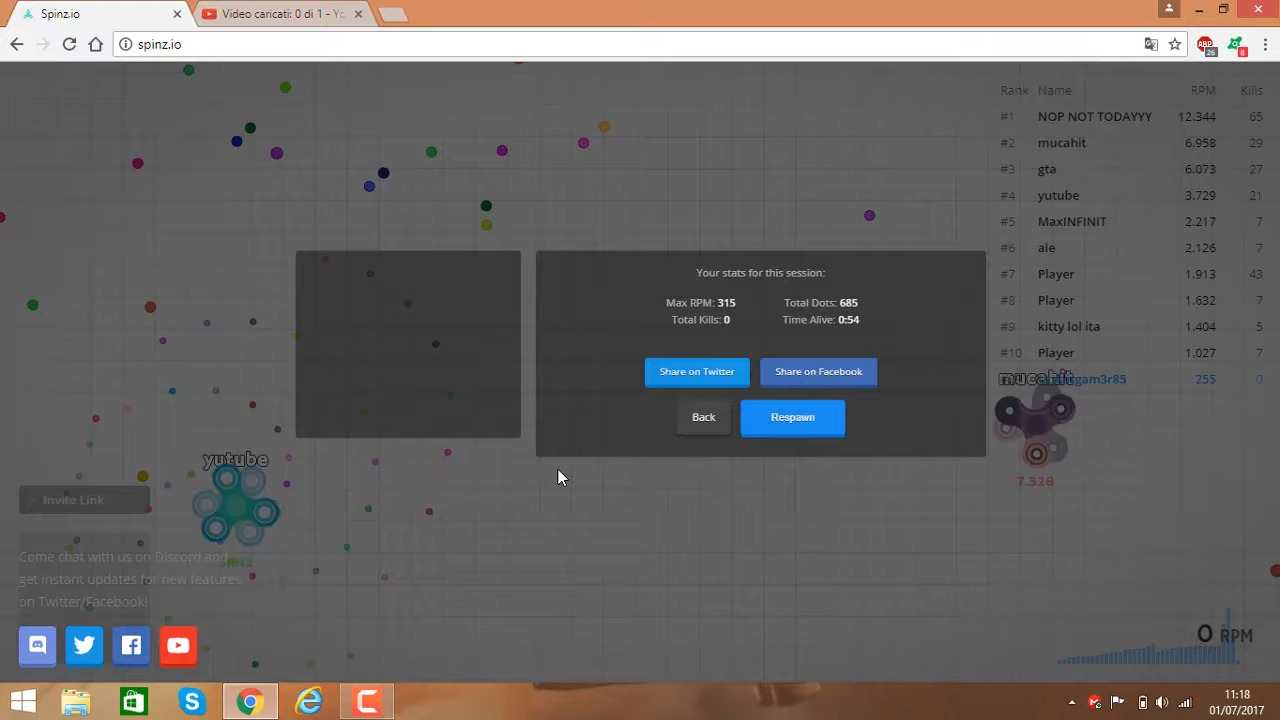 Spinz.io
Video caricati: 0 di 1 - Yo
spinz.io
26
8
Rank Name RPM Kills
#1 NOP NOT TODAYYY 12.344 65
#2 mucahit 6.958 29
#3 gta 6.073 27
#4 yutube 3.729 21
#5 MaxINFINIT 2.217 7
#6 ale 2.126 7
#7 Player 1.913 43
#8 Player 1.632 7
#9 kitty lol ita 1.404 5
#10 Player 1.027 7
255 0
mucahit
7.328
Your stats for this session:
Max RPM: 315 Total Dots: 685
Total Kills: 0 Time Alive: 0:54
Share on Twitter Share on Facebook
Back Respawn
yutube
Invite Link
Come chat with us on Discord and
get instant updates for new features
on Twitter/Facebook!
0 RPM
11:18
01/07/2017